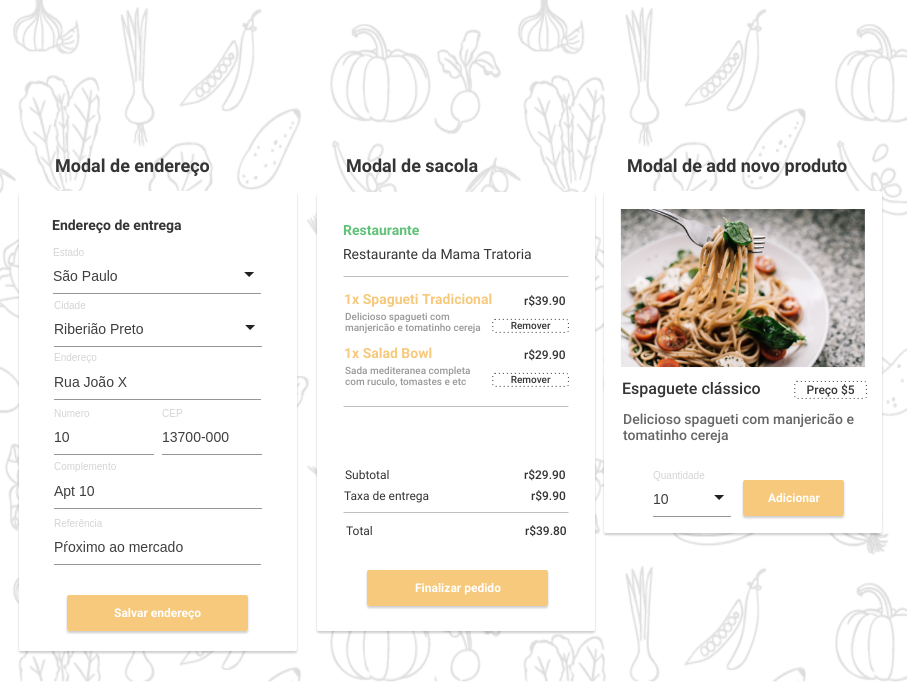 Modal de endereço
Endereço de entrega
Estado
São Paulo
Cidade
Riberião Preto
Endereço
Rua João X
Numero CEP
10 13700-000
Complemento
Apt 10
Referência
Pŕoximo ao mercado
Salvar endereço
Modal de sacola
Restaurante
Restaurante da Mama Tratoria
1x Spagueti Tradicional r$39.90
Delicioso spagueti com
manjericão e tomatinho cereja Remover
1x Salad Bowl r$29.90
Sada mediteranea completa
com ruculo, tomastes e etc Remover
Subtotal r$29.90
Taxa de entrega r$9.90
Total r$39.80
Finalizar pedido
Modal de add novo produto
Espaguete clássico Preço $5
Delicioso spagueti com manjericão e
tomatinho cereja
Quantidade
10 Adicionar